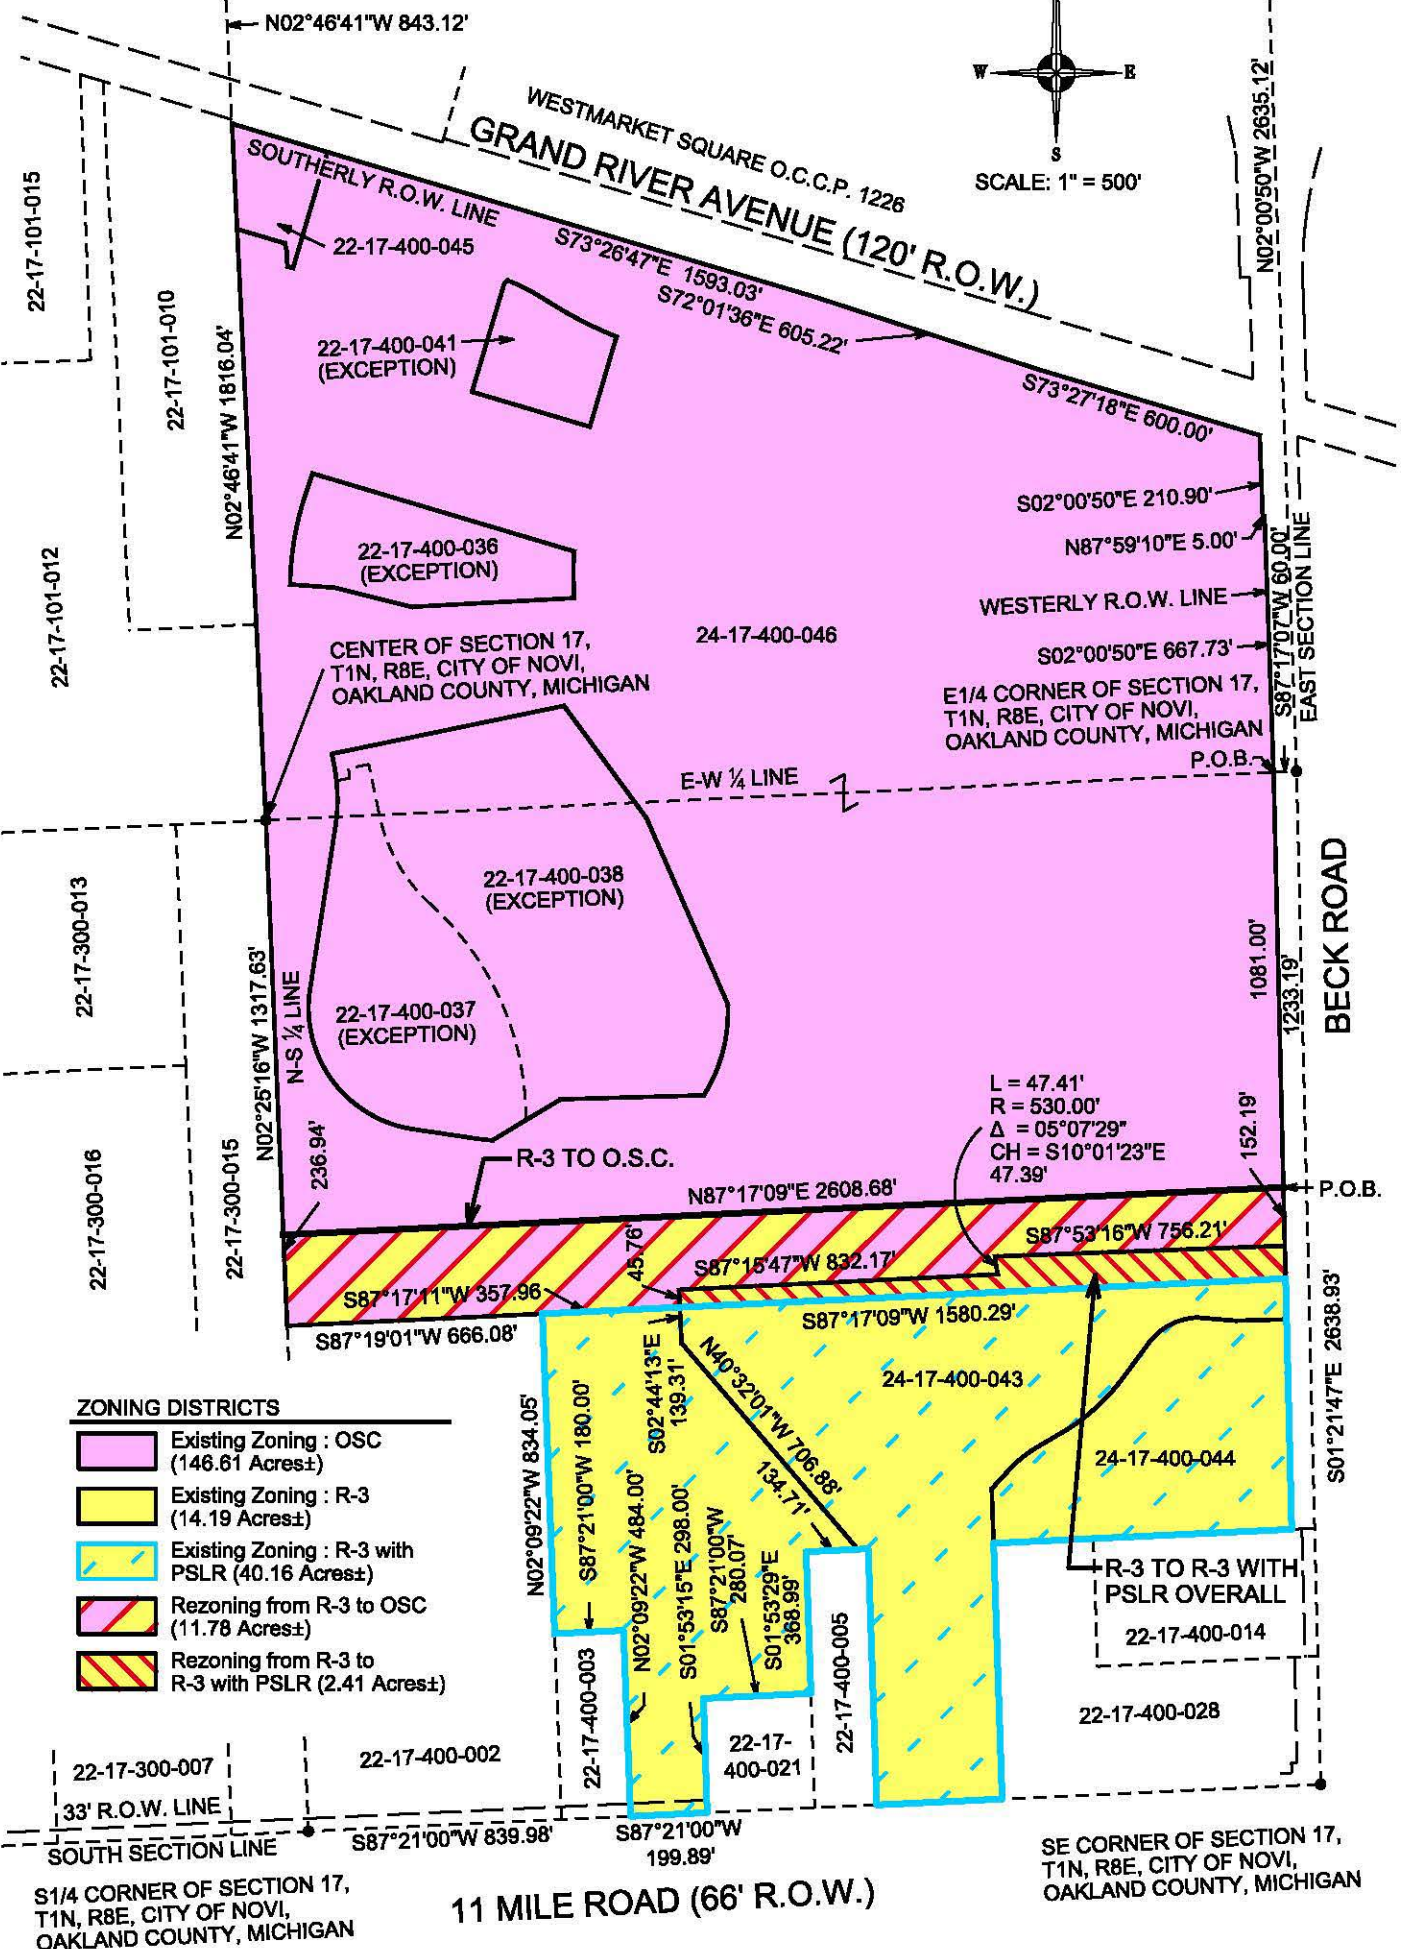 N02°46'41"W 843.12'
W
E
S
SCALE: 1" = 500'
N02°00'50"W 2635.12'
WESTMARKET SQUARE O.C.C.P. 1226
GRAND RIVER AVENUE (120' R.O.W.)
SOUTHERLY R.O.W. LINE
22-17-101-015
22-17-400-045
S73°26'47"E 1593.03'
S72°01'36"E 605.22'
22-17-101-010
N02°46'41"W 1816.04'
22-17-400-041
(EXCEPTION)
S73°27'18"E 600.00'
S02°00'50"E 210.90'
N87°59'10"E 5.00'
22-17-400-036
(EXCEPTION)
22-17-101-012
WESTERLY R.O.W. LINE
S87°17'07"W 60.00'
EAST SECTION LINE
24-17-400-046
S02°00'50"E 667.73'
CENTER OF SECTION 17,
T1N, R8E, CITY OF NOVI,
OAKLAND COUNTY, MICHIGAN
E1/4 CORNER OF SECTION 17,
T1N, R8E, CITY OF NOVI,
OAKLAND COUNTY, MICHIGAN
P.O.B.
E-W ¼ LINE
22-17-400-038
(EXCEPTION)
22-17-300-013
BECK ROAD
1081.00'
1233.19'
N02°25'16"W 1317.63'
N-S ¼ LINE
22-17-400-037
(EXCEPTION)
L = 47.41'
R = 530.00'
Δ = 05°07'29"
CH = S10°01'23"E
47.39'
152.19'
22-17-300-016
22-17-300-015
236.94'
R-3 TO O.S.C.
N87°17'09"E 2608.68'
P.O.B.
45.76'
S87°15'47"W 832.17'
S87°53'16"W 756.21'
S87°17'11"W 357.96
S87°19'01"W 666.08'
S87°17'09"W 1580.29'
S02°44'13"E
139.31'
N40°32'01"W 706.88'
134.71'
24-17-400-043
24-17-400-044
S01°21'47"E 2638.93'
ZONING DISTRICTS
Existing Zoning : OSC
(146.61 Acres±)
Existing Zoning : R-3
(14.19 Acres±)
Existing Zoning : R-3 with
PSLR (40.16 Acres±)
Rezoning from R-3 to OSC
(11.78 Acres±)
Rezoning from R-3 to
R-3 with PSLR (2.41 Acres±)
N02°09'22"W 834.05'
S87°21'00"W 180.00'
N02°09'22"W 484.00'
S01°53'15"E 298.00'
S87°21'00"W
280.07'
S01°53'29"E
368.99'
R-3 TO R-3 WITH
PSLR OVERALL
22-17-400-014
22-17-400-003
22-17-400-005
22-17-400-028
22-17-
400-021
22-17-300-007
22-17-400-002
33' R.O.W. LINE
SOUTH SECTION LINE
S87°21'00"W 839.98'
S87°21'00"W
199.89'
S1/4 CORNER OF SECTION 17,
T1N, R8E, CITY OF NOVI,
OAKLAND COUNTY, MICHIGAN
11 MILE ROAD (66' R.O.W.)
SE CORNER OF SECTION 17,
T1N, R8E, CITY OF NOVI,
OAKLAND COUNTY, MICHIGAN